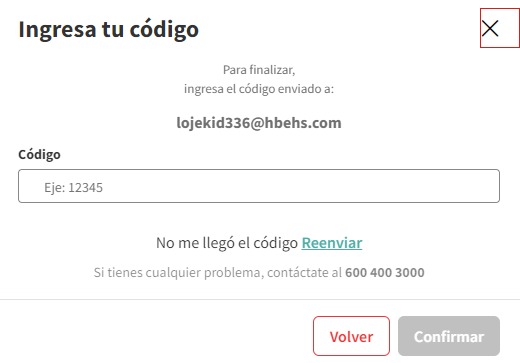 Ingresa tu código
Para finalizar,
ingresa el código enviado a:
lojekid336@hbehs.com
Código
Eje: 12345
No me llegó el código Reenviar
Si tienes cualquier problema, contáctate al 600 400 3000
Volver
Confirmar